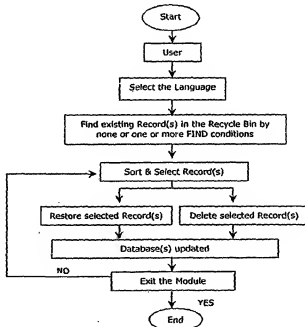 Start
User
Select the Language
Find existing Record(s) in the Recycle Bin by
none or one or more FIND conditions
Sort & Select Record(s)
Restore selected Record(s)
Delete selected Record(s)
Database(s) updated
NO
Exit the Module
YES
End